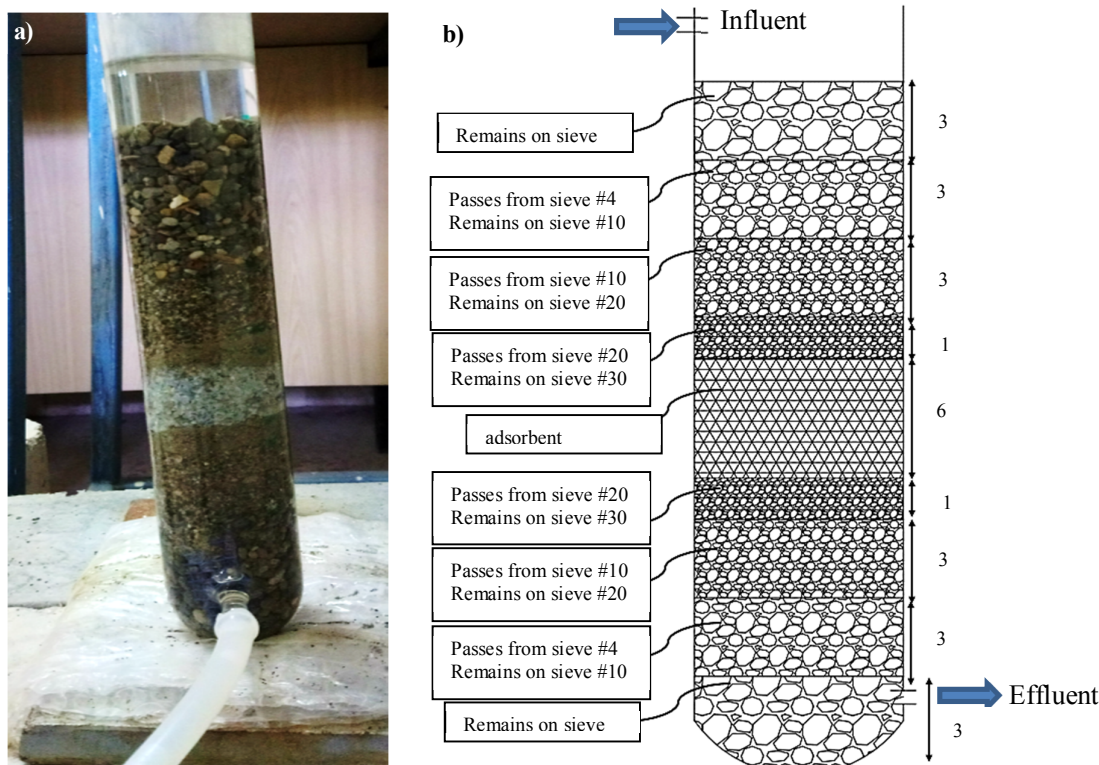 a)
b)
Influent
Remains on sieve
3
Passes from sieve #4
Remains on sieve #10
3
Passes from sieve #10
Remains on sieve #20
3
Passes from sieve #20
Remains on sieve #30
1
adsorbent
6
Passes from sieve #20
Remains on sieve #30
1
Passes from sieve #10
Remains on sieve #20
3
Passes from sieve #4
Remains on sieve #10
3
Remains on sieve
Effluent
3